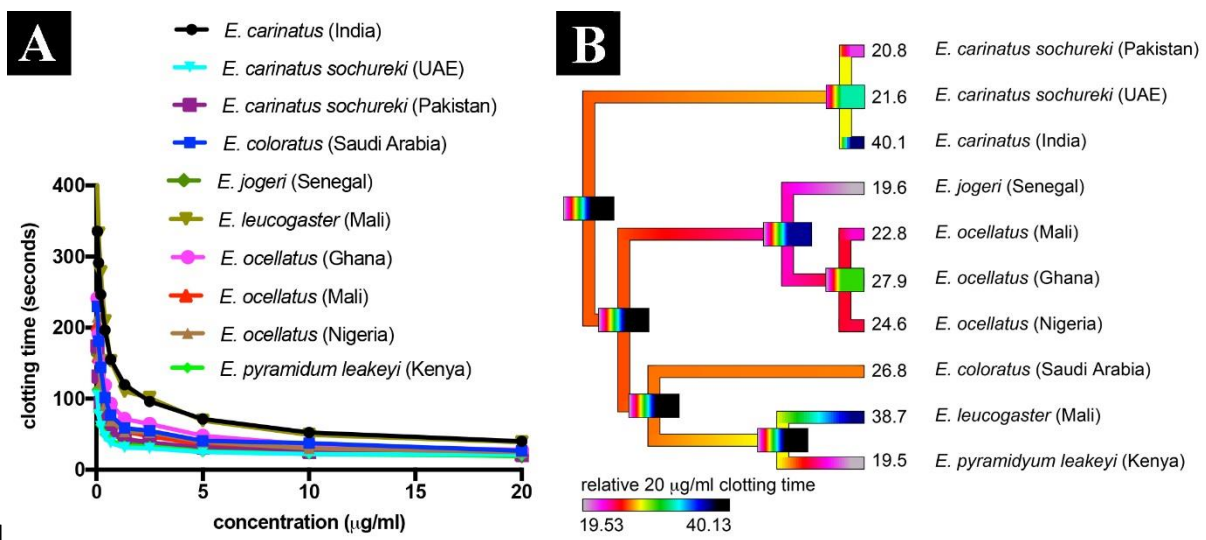 A
E. carinatus (India)
E. carinatus sochureki (UAE)
E. carinatus sochureki (Pakistan)
E. coloratus (Saudi Arabia)
E. jogeri (Senegal)
E. leucogaster (Mali)
E. ocellatus (Ghana)
E. ocellatus (Mali)
E. ocellatus (Nigeria)
E. pyramidum leakeyi (Kenya)
400
300
200
100
0
clotting time (seconds)
0 5 10 15 20
concentration (μg/ml)
B
20.8 E. carinatus sochureki (Pakistan)
21.6 E. carinatus sochureki (UAE)
40.1 E. carinatus (India)
19.6 E. jogeri (Senegal)
22.8 E. ocellatus (Mali)
27.9 E. ocellatus (Ghana)
24.6 E. ocellatus (Nigeria)
26.8 E. coloratus (Saudi Arabia)
38.7 E. leucogaster (Mali)
19.5 E. pyramidyum leakeyi (Kenya)
relative 20 μg/ml clotting time
19.53 40.13